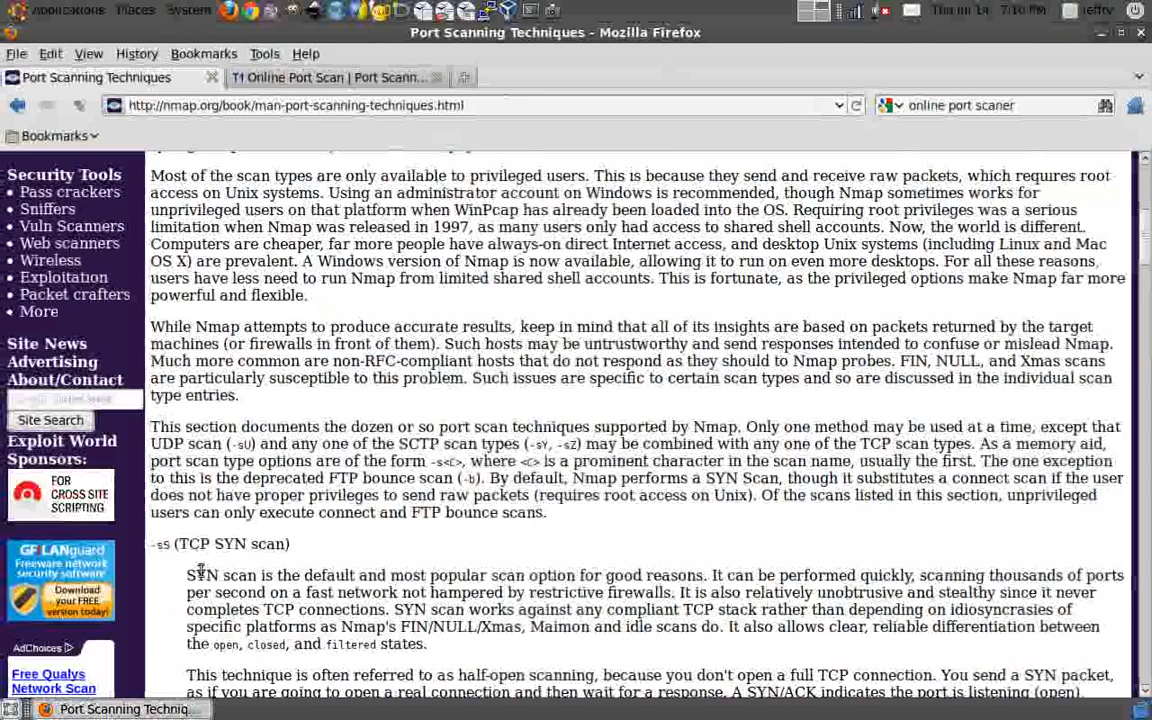 Applications Places System
Thu Jul 14 7:10 PM jeffry
Port Scanning Techniques - Mozilla Firefox
File Edit View History Bookmarks Tools Help
Port Scanning Techniques
Online Port Scan | Port Scann...
http://nmap.org/book/man-port-scanning-techniques.html
online port scaner
Bookmarks
Security Tools
Pass crackers
Sniffers
Vuln Scanners
Web scanners
Wireless
Exploitation
Packet crafters
More
Site News
Advertising
About/Contact
Site Search
Exploit World
Sponsors:
FOR
CROSS SITE
SCRIPTING
GFI LANguard
network security
software
Download
your FREE
version today!
AdChoices
Free Qualys
Network Scan
Most of the scan types are only available to privileged users. This is because they send and receive raw packets, which requires root
access on Unix systems. Using an administrator account on Windows is recommended, though Nmap sometimes works for
unprivileged users on that platform when WinPcap has already been loaded into the OS. Requiring root privileges was a serious
limitation when Nmap was released in 1997, as many users only had access to shared shell accounts. Now, the world is different.
Computers are cheaper, far more people have always-on direct Internet access, and desktop Unix systems (including Linux and Mac
OS X) are prevalent. A Windows version of Nmap is now available, allowing it to run on even more desktops. For all these reasons,
users have less need to run Nmap from limited shared shell accounts. This is fortunate, as the privileged options make Nmap far more
powerful and flexible.
While Nmap attempts to produce accurate results, keep in mind that all of its insights are based on packets returned by the target
machines (or firewalls in front of them). Such hosts may be untrustworthy and send responses intended to confuse or mislead Nmap.
Much more common are non-RFC-compliant hosts that do not respond as they should to Nmap probes. FIN, NULL, and Xmas scans
are particularly susceptible to this problem. Such issues are specific to certain scan types and so are discussed in the individual scan
type entries.
This section documents the dozen or so port scan techniques supported by Nmap. Only one method may be used at a time, except that
UDP scan (-sU) and any one of the SCTP scan types (-sY, -sZ) may be combined with any one of the TCP scan types. As a memory aid,
port scan type options are of the form -s<C>, where <C> is a prominent character in the scan name, usually the first. The one exception
to this is the deprecated FTP bounce scan (-b). By default, Nmap performs a SYN Scan, though it substitutes a connect scan if the user
does not have proper privileges to send raw packets (requires root access on Unix). Of the scans listed in this section, unprivileged
users can only execute connect and FTP bounce scans.
-sS (TCP SYN scan)
SYN scan is the default and most popular scan option for good reasons. It can be performed quickly, scanning thousands of ports
per second on a fast network not hampered by restrictive firewalls. It is also relatively unobtrusive and stealthy since it never
completes TCP connections. SYN scan works against any compliant TCP stack rather than depending on idiosyncrasies of
specific platforms as Nmap's FIN/NULL/Xmas, Maimon and idle scans do. It also allows clear, reliable differentiation between
the open, closed, and filtered states.
This technique is often referred to as half-open scanning, because you don't open a full TCP connection. You send a SYN packet,
as if you are going to open a real connection and then wait for a response. A SYN/ACK indicates the port is listening (open),
Port Scanning Techniq...